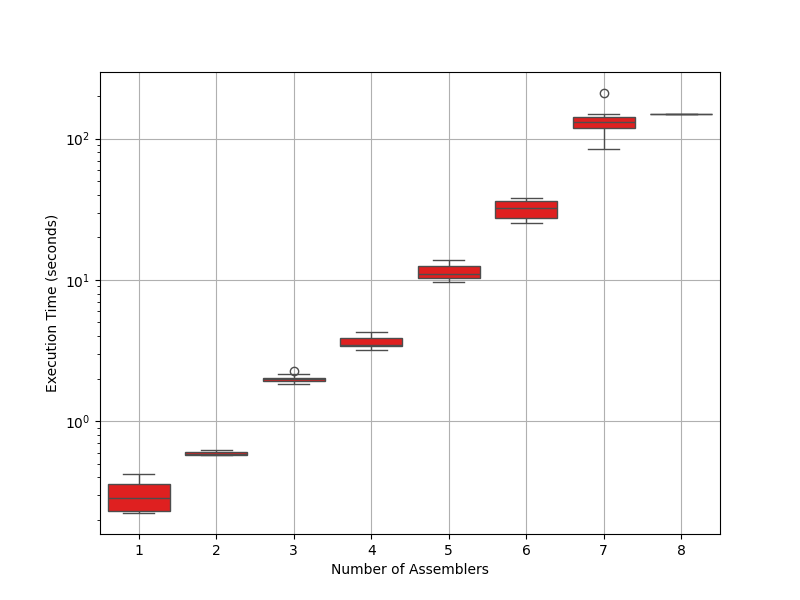 Execution Time (seconds)
10²
10¹
10⁰
1 2 3 4 5 6 7 8
Number of Assemblers